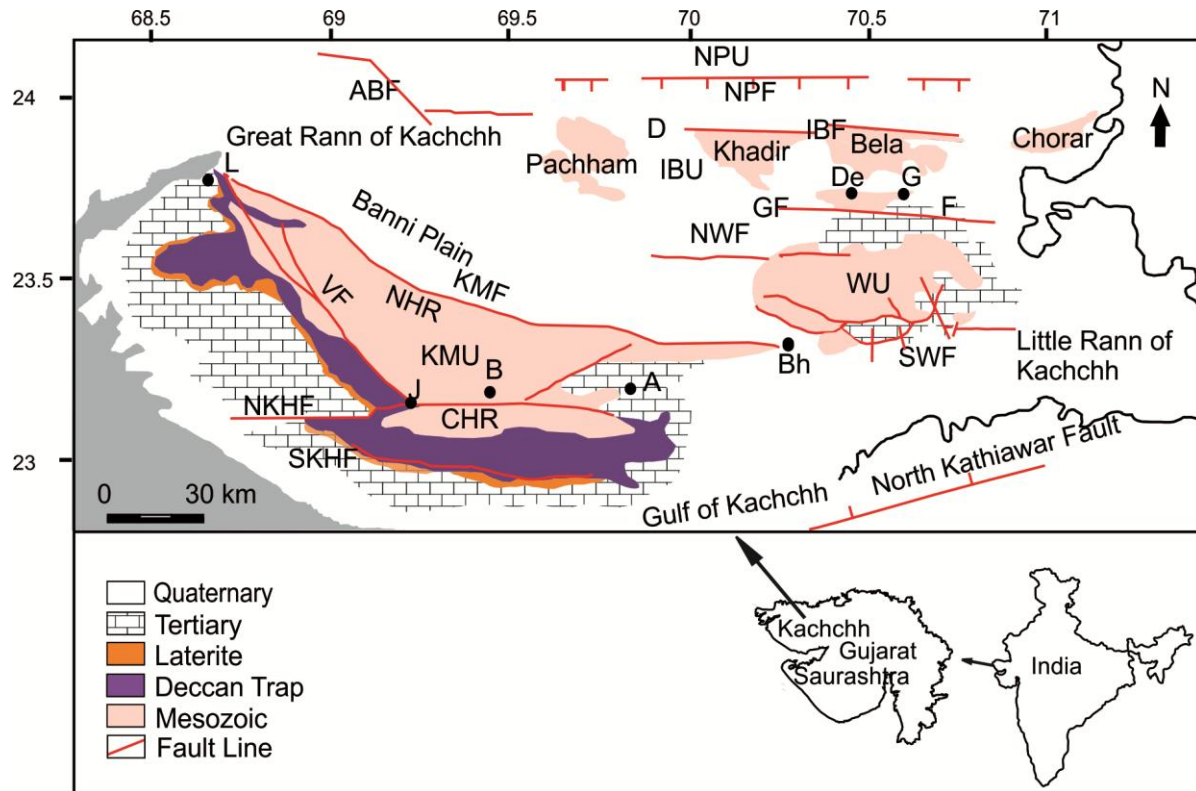 68.5 69 69.5 70 70.5 71
24
23.5
23
NPU
NPF
ABF
N
Great Rann of Kachchh
D
IBF
Chorar
Pachham
Khadir
Bela
IBU
L
De G
GF F
Banni Plain
NWF
KMF
VF
NHR
WU
KMU
Bh
SWF
Little Rann of
Kachchh
B
J
A
NKHF
CHR
SKHF
0 30 km
Gulf of Kachchh
North Kathiawar Fault
Quaternary
Tertiary
Laterite
Deccan Trap
Mesozoic
Fault Line
Kachchh
Gujarat
Saurashtra
India